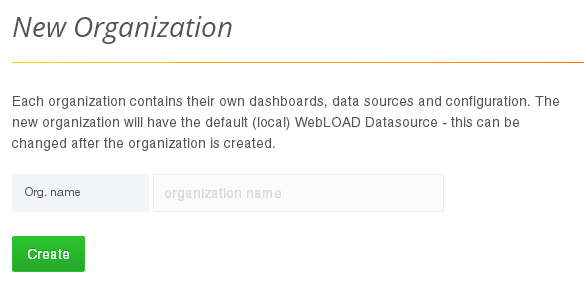 New Organization
Each organization contains their own dashboards, data sources and configuration. The
new organization will have the default (local) WebLOAD Datasource - this can be
changed after the organization is created.
Org. name
organization name
Create